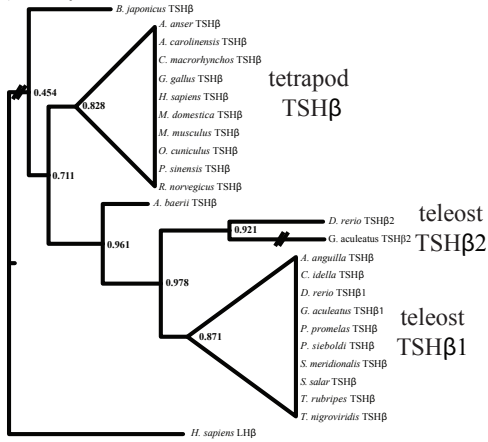 B. japonicus TSHβ
A. anser TSHβ
A. carolinensis TSHβ
C. macrorhynchos TSHβ
G. gallus TSHβ
H. sapiens TSHβ
M. domestica TSHβ
M. musculus TSHβ
O. cuniculus TSHβ
P. sinensis TSHβ
R. norvegicus TSHβ
tetrapod
TSHβ
0.454
0.828
0.711
A. baerii TSHβ
0.961
D. rerio TSHβ2
G. aculeatus TSHβ2
0.921
teleost
TSHβ2
0.978
A. anguilla TSHβ
C. idella TSHβ
D. rerio TSHβ1
G. aculeatus TSHβ1
P. promelas TSHβ
P. sieboldi TSHβ
S. meridionalis TSHβ
S. salar TSHβ
T. rubripes TSHβ
T. nigroviridis TSHβ
0.871
teleost
TSHβ1
H. sapiens LHβ